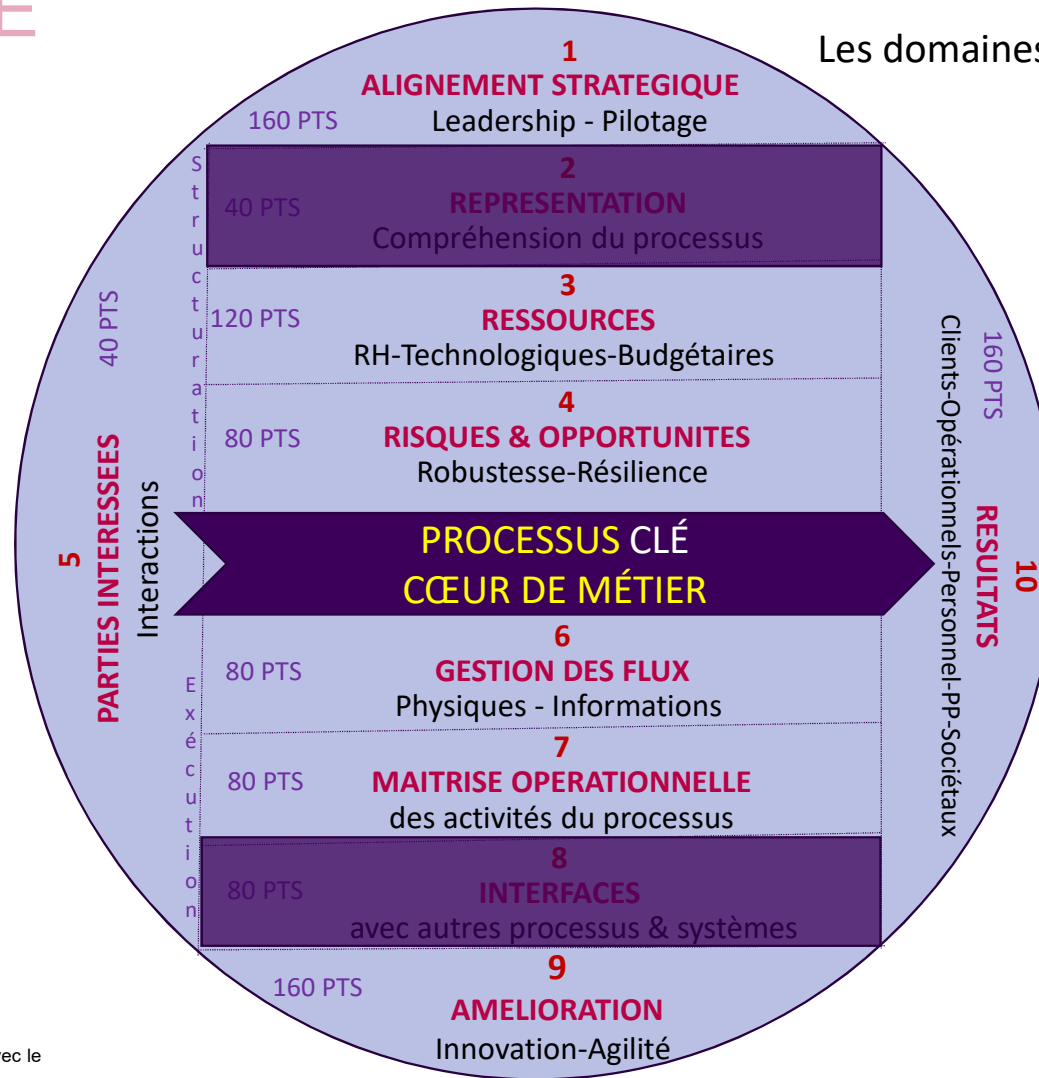 E
Les domaines
1
ALIGNEMENT STRATEGIQUE
160 PTS
Leadership - Pilotage
Structuration
2
40 PTS
REPRESENTATION
Compréhension du processus
3
120 PTS
RESSOURCES
RH-Technologiques-Budgétaires
4
80 PTS
RISQUES & OPPORTUNITES
Robustesse-Résilience
40 PTS
5
PARTIES INTERESSEES
Interactions
PROCESSUS CLÉ
CŒUR DE MÉTIER
160 PTS
10
RESULTATS
Clients-Opérationnels-Personnel-PP-Sociétaux
Exécution
6
80 PTS
GESTION DES FLUX
Physiques - Informations
7
80 PTS
MAITRISE OPERATIONNELLE
des activités du processus
8
80 PTS
INTERFACES
avec autres processus & systèmes
9
160 PTS
AMELIORATION
Innovation-Agilité
vec le